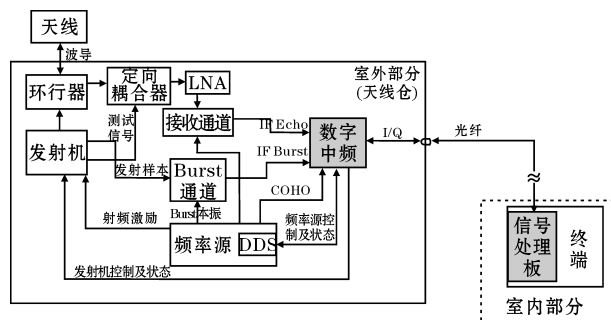 天线
波导
室外部分
(天线仓)
环行器
定向
耦合器
LNA
测试
信号
接收通道
IF Echo
数字
中频
I/Q
光纤
发射机
发射样本
Burst
通道
IF Burst
COHO
射频激励
Burst本振
频率源控
制及状态
频率源
DDS
发射机控制及状态
信号
处理
板
终
端
室内部分